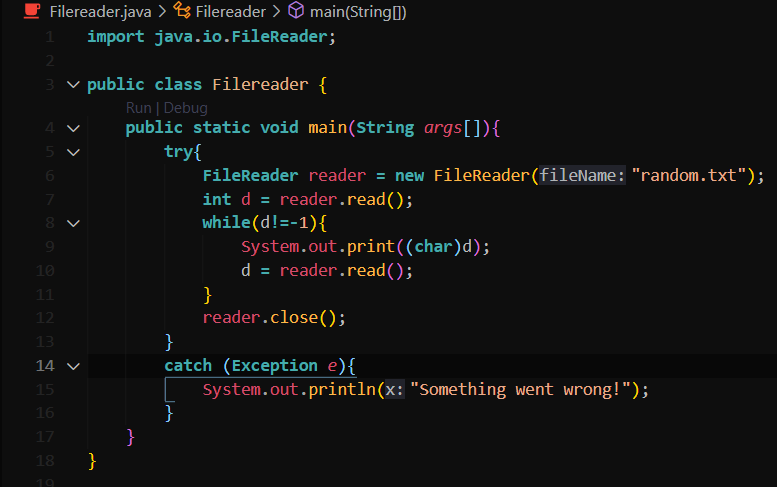 Filereader.java > Filereader > main(String[])
1 import java.io.FileReader;
2
3 public class Filereader {
Run | Debug
4 public static void main(String args[]){
5 try{
6 FileReader reader = new FileReader(fileName: "random.txt");
7 int d = reader.read();
8 while(d!=-1){
9 System.out.print((char)d);
10 d = reader.read();
11 }
12 reader.close();
13 }
14 catch (Exception e){
15 System.out.println(x: "Something went wrong!");
16 }
17 }
18 }